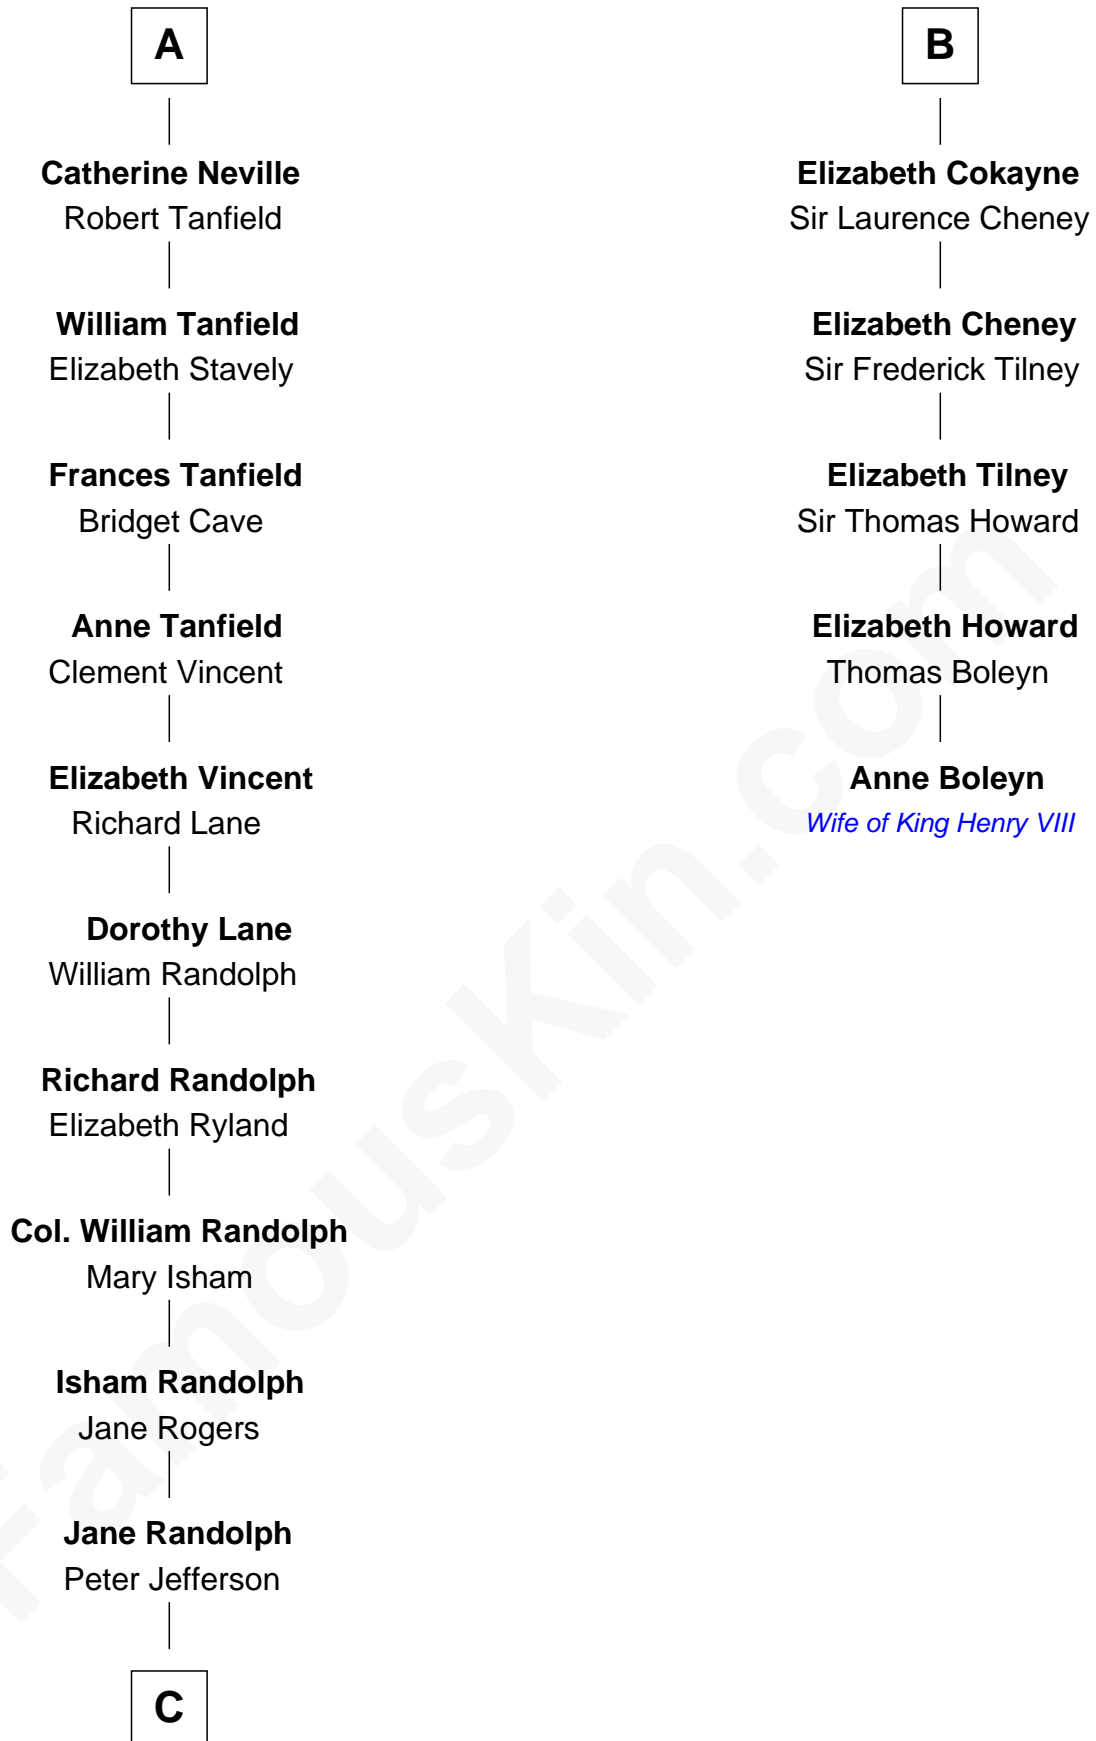 A
Catherine Neville
Robert Tanfield
William Tanfield
Elizabeth Stavely
Frances Tanfield
Bridget Cave
Anne Tanfield
Clement Vincent
Elizabeth Vincent
Richard Lane
Dorothy Lane
William Randolph
Richard Randolph
Elizabeth Ryland
Col. William Randolph
Mary Isham
Isham Randolph
Jane Rogers
Jane Randolph
Peter Jefferson
C
B
Elizabeth Cokayne
Sir Laurence Cheney
Elizabeth Cheney
Sir Frederick Tilney
Elizabeth Tilney
Sir Thomas Howard
Elizabeth Howard
Thomas Boleyn
Anne Boleyn
Wife of King Henry VIII
FamousKin.com